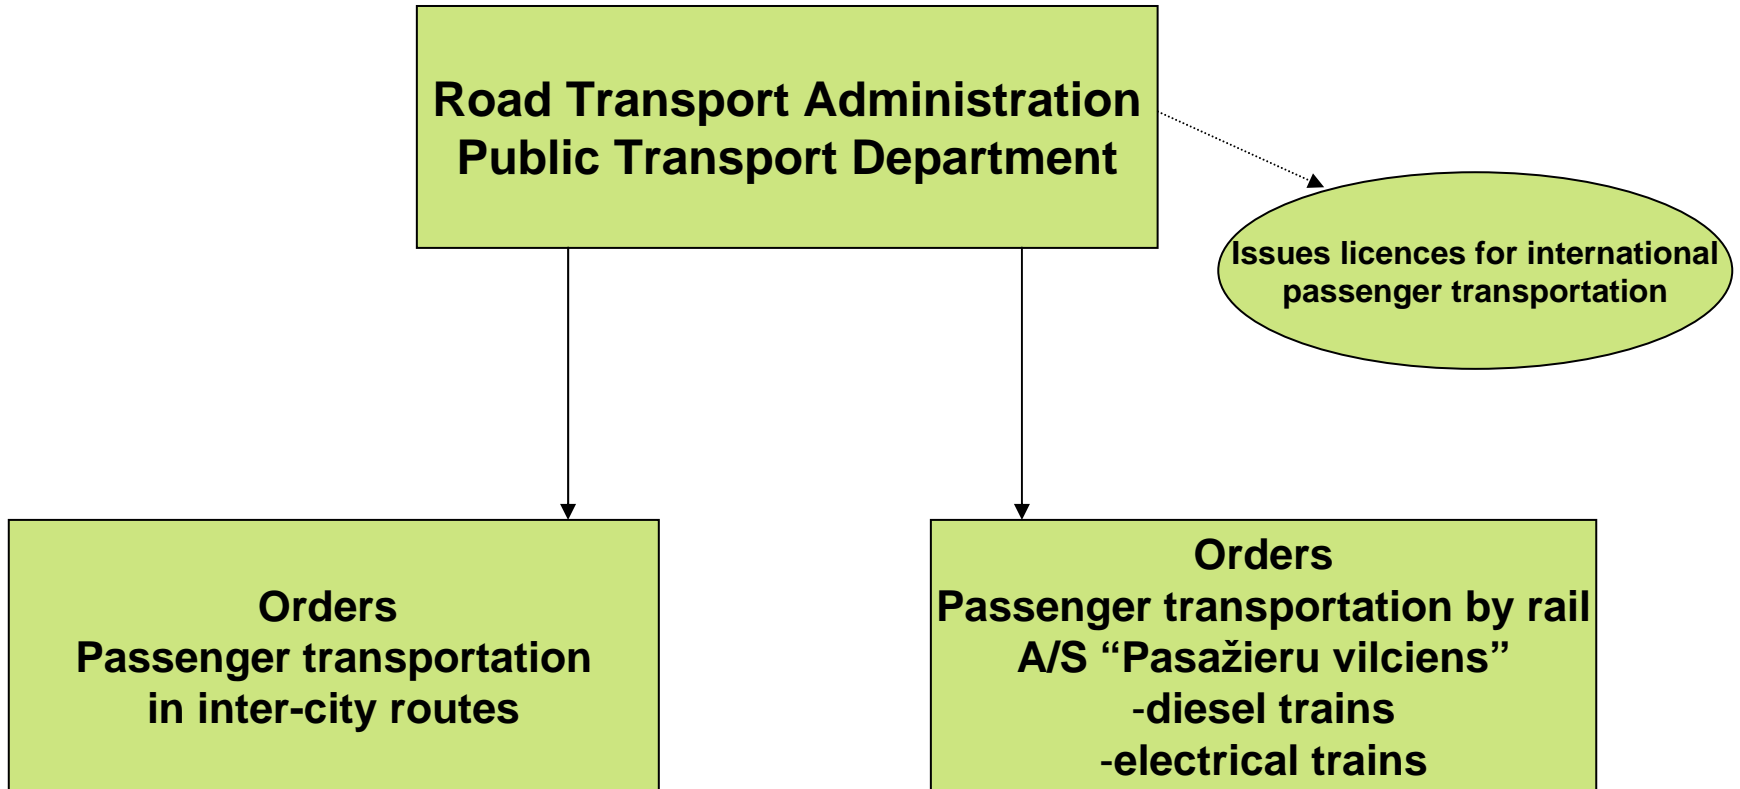 Road Transport Administration
Public Transport Department
Issues licences for international
passenger transportation
Orders
Passenger transportation
in inter-city routes
Orders
Passenger transportation by rail
A/S “Pasažieru vilciens”
-diesel trains
-electrical trains